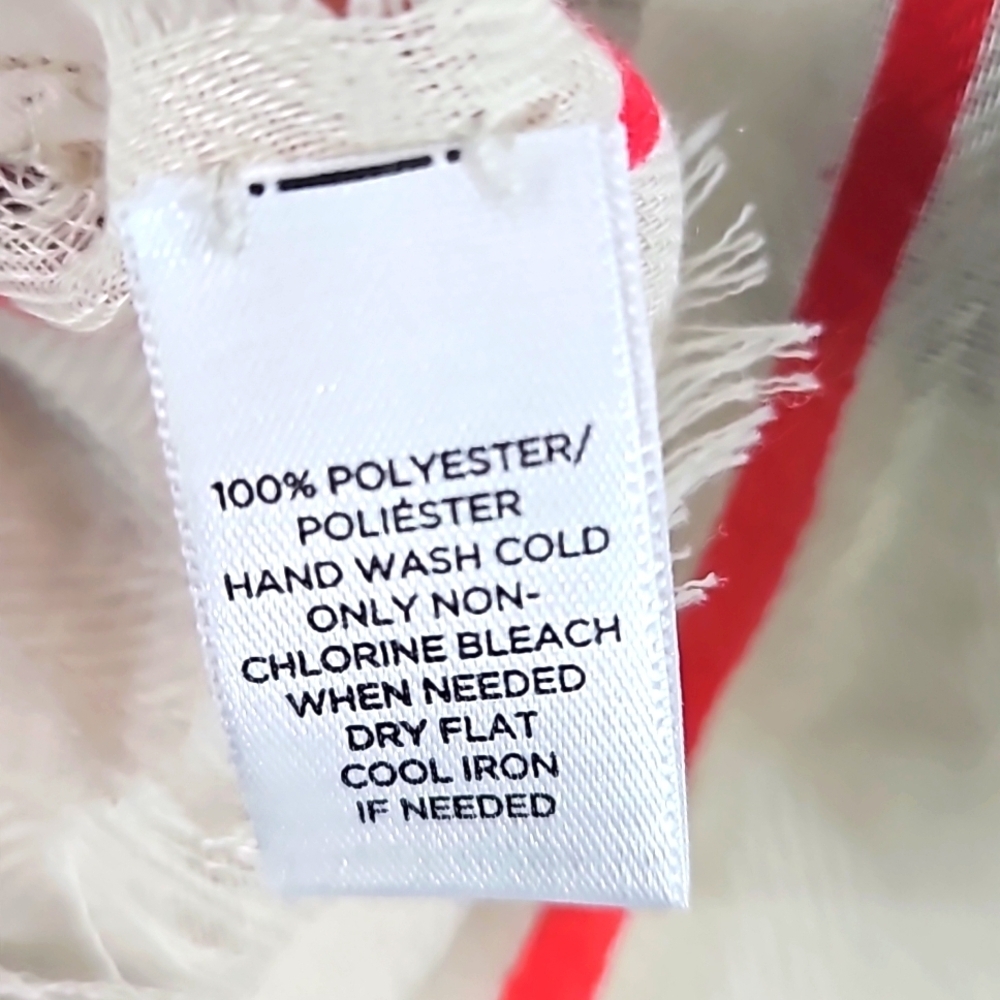 100% POLYESTER/
POLIÉSTER
HAND WASH COLD
ONLY NON-
CHLORINE BLEACH
WHEN NEEDED
DRY FLAT
COOL IRON
IF NEEDED